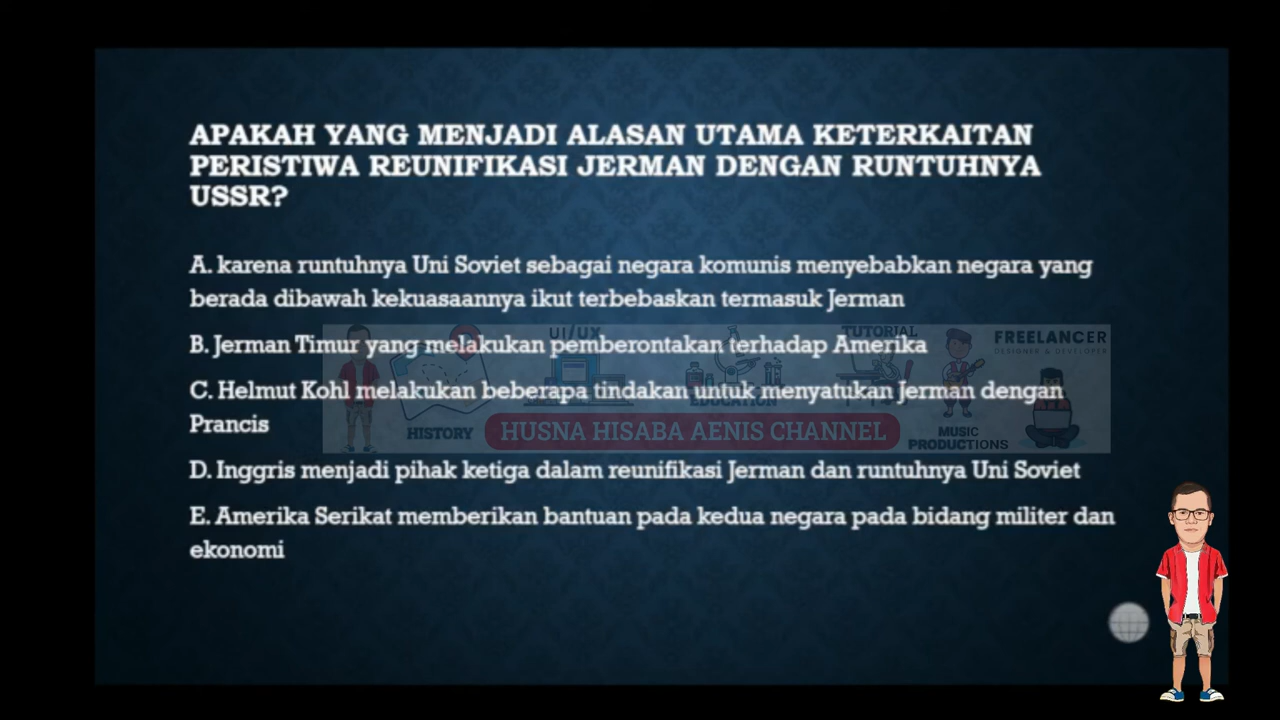 APAKAH YANG MENJADI ALASAN UTAMA KETERKAITAN
PERISTIWA REUNIFIKASI JERMAN DENGAN RUNTUHNYA
USSR?
A. karena runtuhnya Uni Soviet sebagai negara komunis menyebabkan negara yang
berada dibawah kekuasaannya ikut terbebaskan termasuk Jerman
B. Jerman Timur yang melakukan pemberontakan terhadap Amerika
C. Helmut Kohl melakukan beberapa tindakan untuk menyatukan Jerman dengan
Prancis
D. Inggris menjadi pihak ketiga dalam reunifikasi Jerman dan runtuhnya Uni Soviet
E. Amerika Serikat memberikan bantuan pada kedua negara pada bidang militer dan
ekonomi
UI/UX
TUTORIAL
FREELANCER
DESIGNER & DEVELOPER
EDUCATION
HISTORY
HUSNA HISABA AENIS CHANNEL
MUSIC
PRODUCTIONS